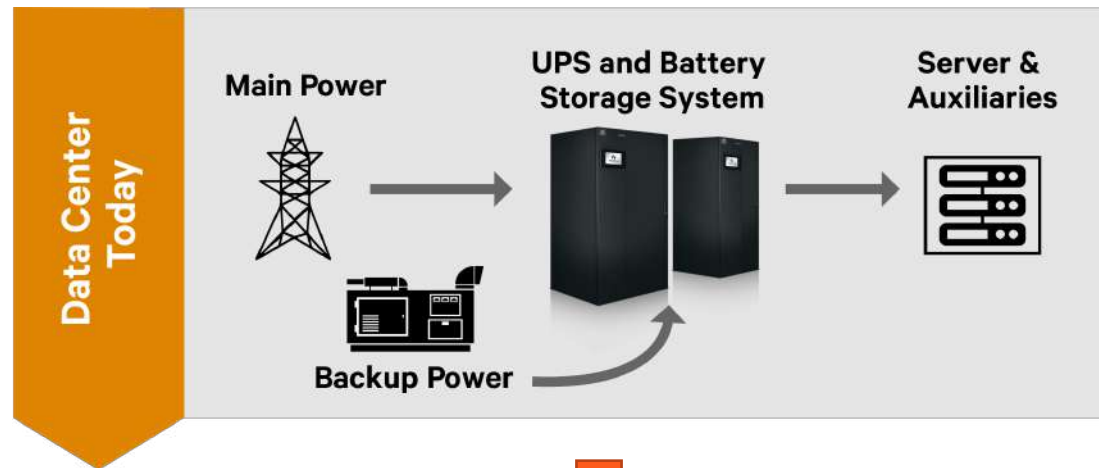 Data Center
Today
Main Power
UPS and Battery
Storage System
Server &
Auxiliaries
Backup Power